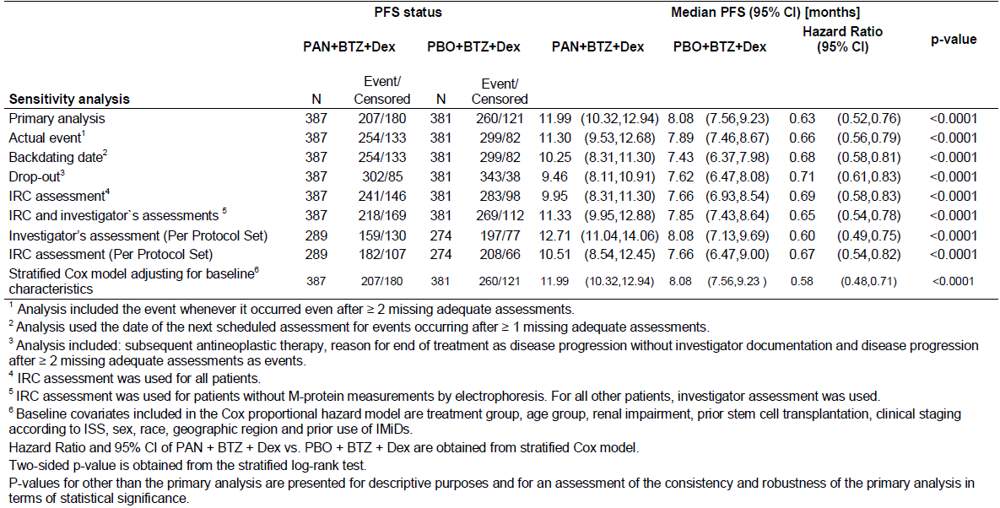 PFS status Median PFS (95% CI) [months]
PAN+BTZ+Dex PBO+BTZ+Dex PAN+BTZ+Dex PBO+BTZ+Dex Hazard Ratio (95% CI) p-value
Sensitivity analysis N Event/ Censored N Event/ Censored
Primary analysis 387 207/180 381 260/121 11.99 (10.32,12.94) 8.08 (7.56,9.23) 0.63 (0.52,0.76) <0.0001
Actual event1 387 254/133 381 299/82 11.30 (9.53,12.68) 7.89 (7.46,8.67) 0.66 (0.56,0.79) <0.0001
Backdating date2 387 254/133 381 299/82 10.25 (8.31,11.30) 7.43 (6.37,7.98) 0.68 (0.58,0.81) <0.0001
Drop-out3 387 302/85 381 343/38 9.46 (8.11,10.91) 7.62 (6.47,8.08) 0.71 (0.61,0.83) <0.0001
IRC assessment4 387 241/146 381 283/98 9.95 (8.31,11.30) 7.66 (6.93,8.54) 0.69 (0.58,0.83) <0.0001
IRC and investigator`s assessments 5 387 218/169 381 269/112 11.33 (9.95,12.88) 7.85 (7.43,8.64) 0.65 (0.54,0.78) <0.0001
Investigator’s assessment (Per Protocol Set) 289 159/130 274 197/77 12.71 (11.04,14.06) 8.08 (7.13,9.69) 0.60 (0.49,0.75) <0.0001
IRC assessment (Per Protocol Set) 289 182/107 274 208/66 10.51 (8.54,12.45) 7.66 (6.47,9.00) 0.67 (0.54,0.82) <0.0001
Stratified Cox model adjusting for baseline6
characteristics 387 207/180 381 260/121 11.99 (10.32,12.94) 8.08 (7.56,9.23 ) 0.58 (0.48,0.71) <0.0001
1 Analysis included the event whenever it occurred even after ≥ 2 missing adequate assessments.
2 Analysis used the date of the next scheduled assessment for events occurring after ≥ 1 missing adequate assessments.
3 Analysis included: subsequent antineoplastic therapy, reason for end of treatment as disease progression without investigator documentation and disease progression
after ≥ 2 missing adequate assessments as events.
4 IRC assessment was used for all patients.
5 IRC assessment was used for patients without M-protein measurements by electrophoresis. For all other patients, investigator assessment was used.
6 Baseline covariates included in the Cox proportional hazard model are treatment group, age group, renal impairment, prior stem cell transplantation, clinical staging
according to ISS, sex, race, geographic region and prior use of IMiDs.
Hazard Ratio and 95% CI of PAN + BTZ + Dex vs. PBO + BTZ + Dex are obtained from stratified Cox model.
Two-sided p-value is obtained from the stratified log-rank test.
P-values for other than the primary analysis are presented for descriptive purposes and for an assessment of the consistency and robustness of the primary analysis in
terms of statistical significance.